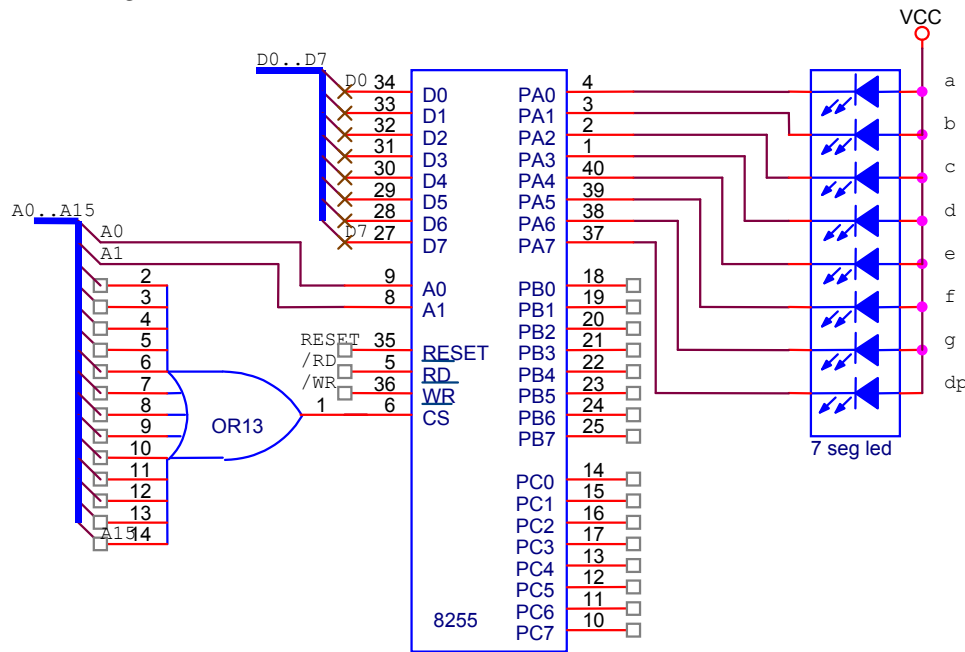 VCC
D0..D7
D0 34 D0 PA0 4 a
33 D1 PA1 3
32 D2 PA2 2 b
31 D3 PA3 1
30 D4 PA4 40 c
29 D5 PA5 39
28 D6 PA6 38 d
D7 27 D7 PA7 37
A0..A15
A0
A1
e
2 9 A0 PB0 18
3 8 A1 PB1 19 f
4 PB2 20
5 RESET 35 RESET PB3 21 g
6 /RD 5 RD PB4 22
7 /WR 36 WR PB5 23 dp
8 1 6 CS PB6 24
9 OR13 PB7 25
10 7 seg led
11 PC0 14
12 PC1 15
13 PC2 16
A15 14 PC3 17
PC4 13
PC5 12
PC6 11
8255 PC7 10